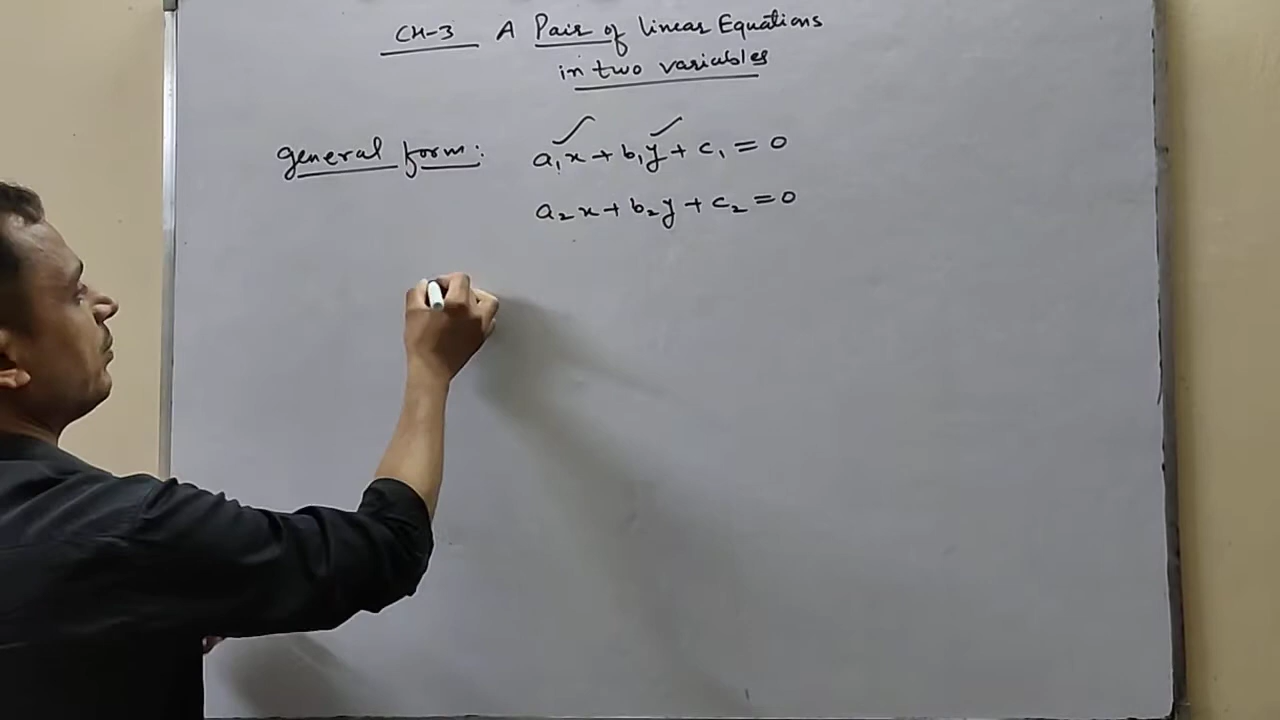 CH-3 A Pair of linear Equations
in two variables
general form: a₁x + b₁y + c₁ = 0
a₂x + b₂y + c₂ = 0